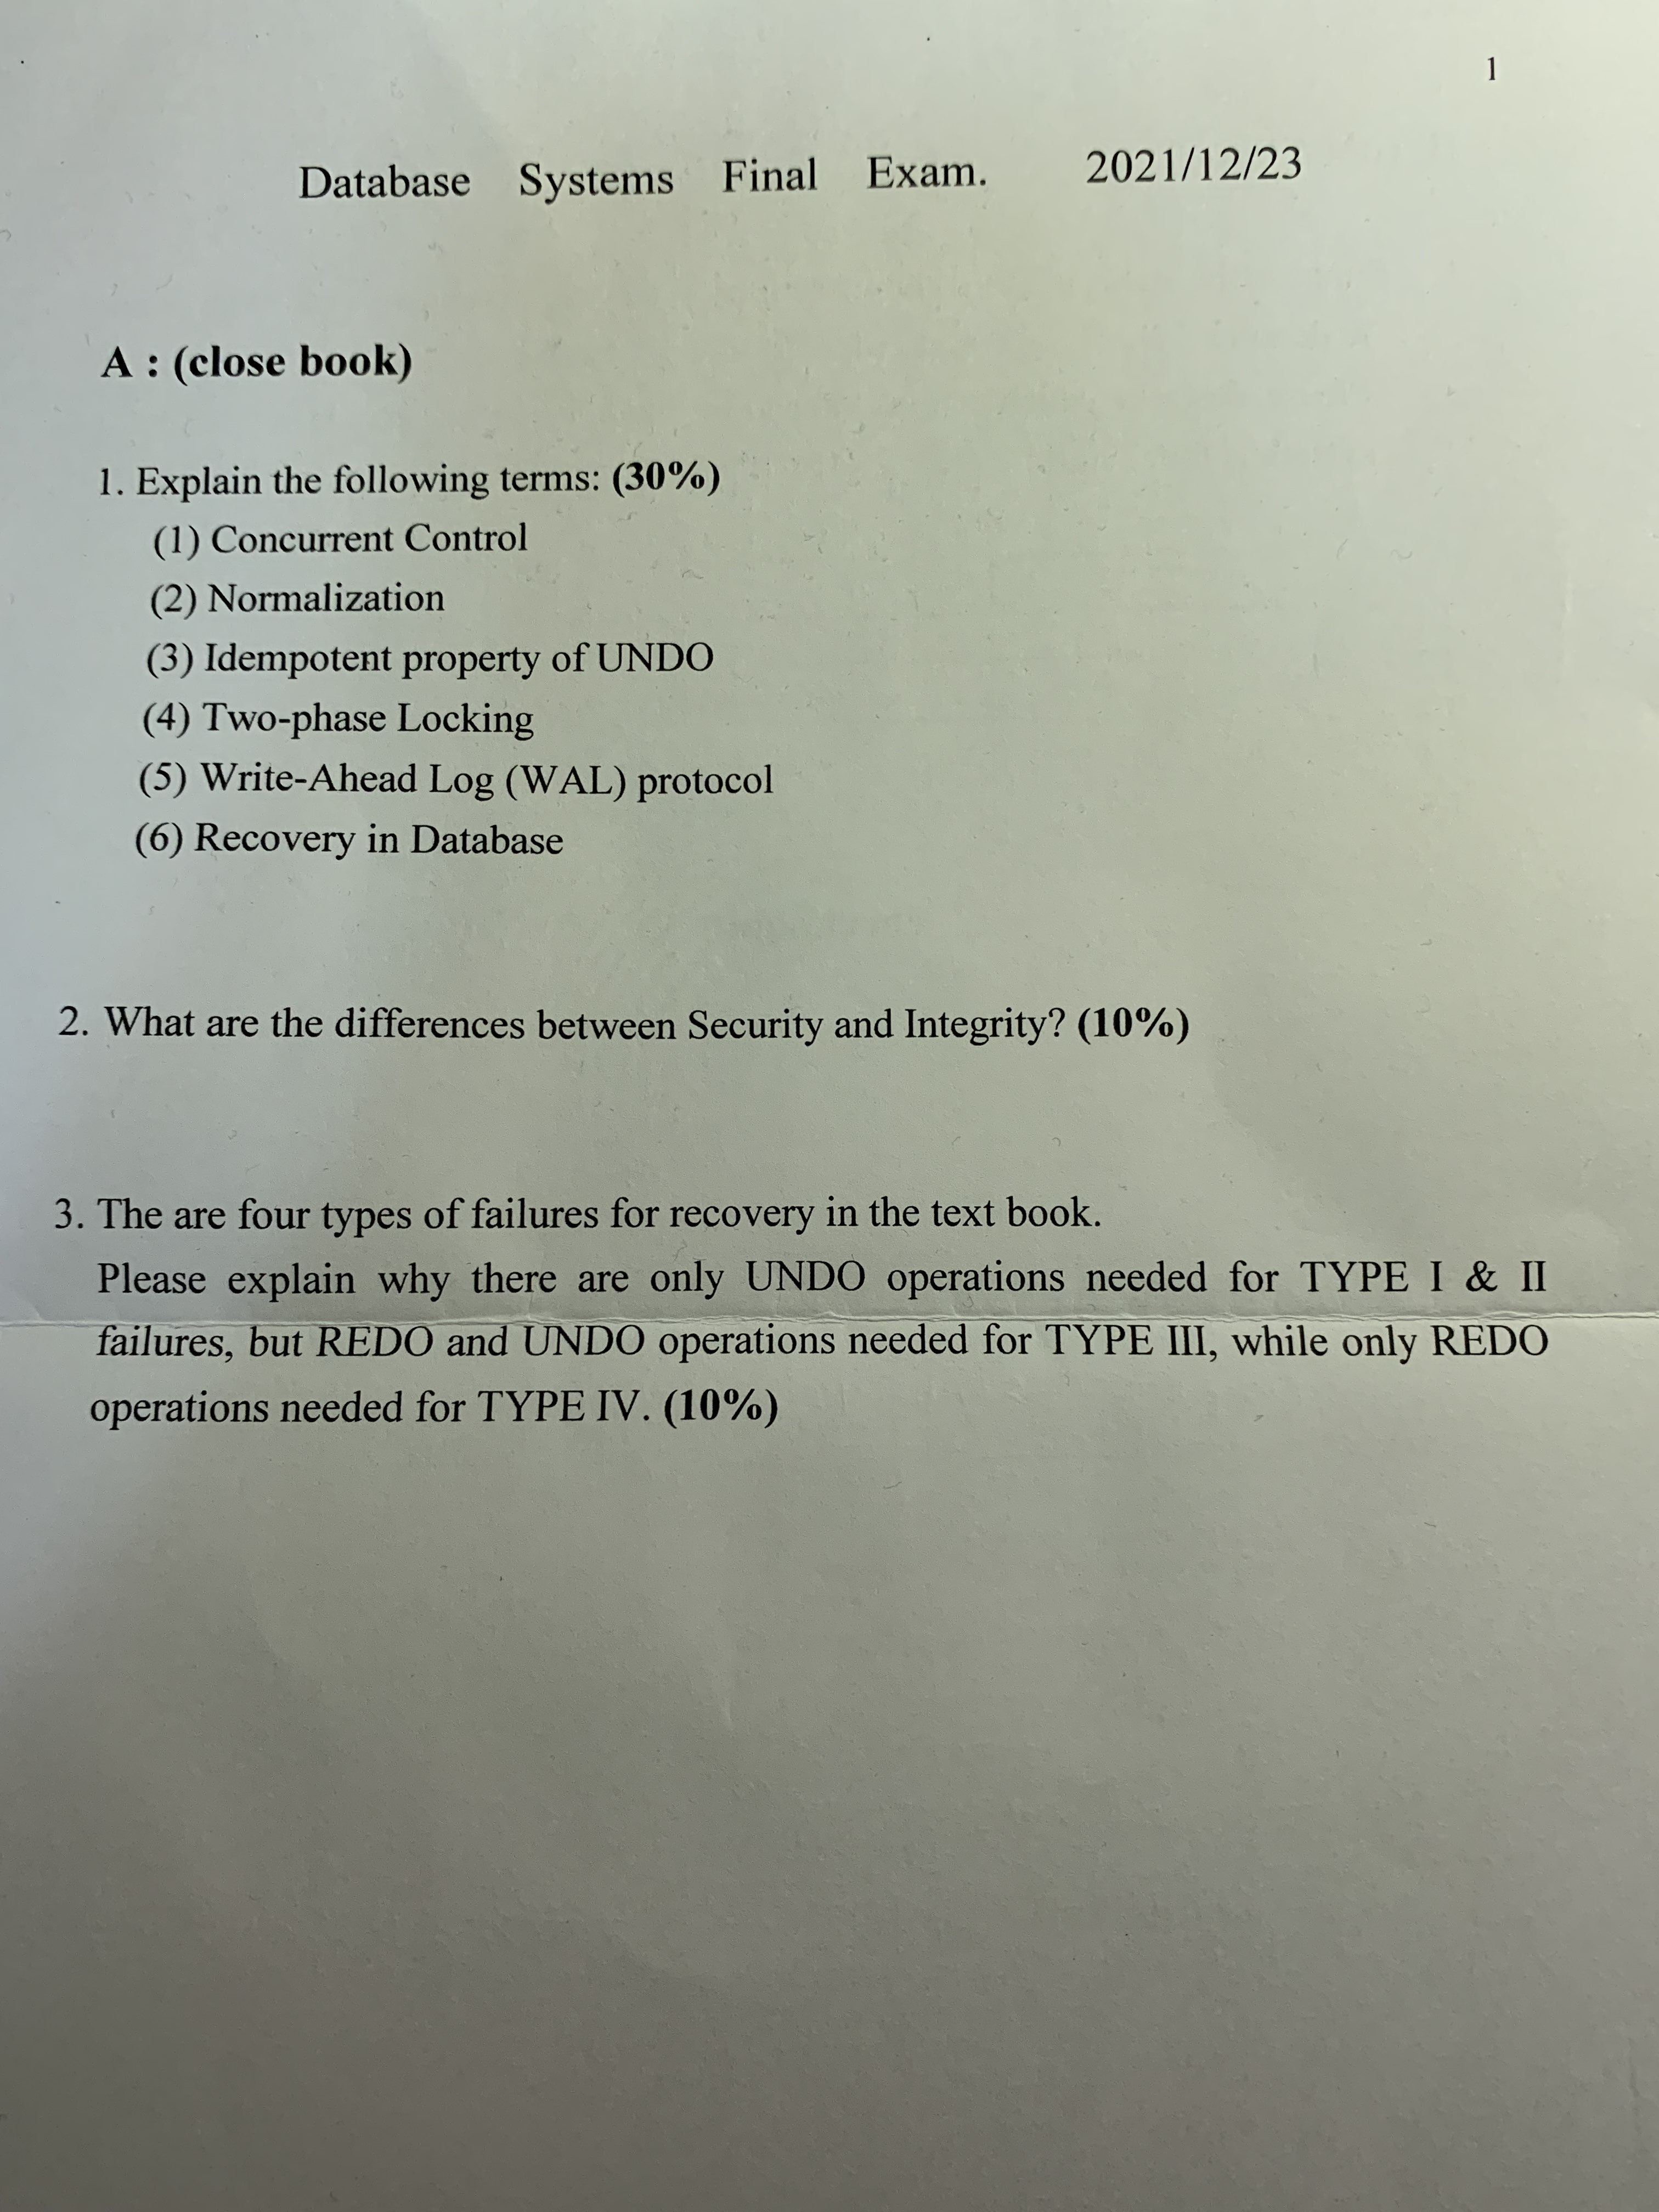 1
Database Systems Final Exam. 2021/12/23
A : (close book)
1. Explain the following terms: (30%)
(1) Concurrent Control
(2) Normalization
(3) Idempotent property of UNDO
(4) Two-phase Locking
(5) Write-Ahead Log (WAL) protocol
(6) Recovery in Database
2. What are the differences between Security and Integrity? (10%)
3. The are four types of failures for recovery in the text book.
Please explain why there are only UNDO operations needed for TYPE I & II
failures, but REDO and UNDO operations needed for TYPE III, while only REDO
operations needed for TYPE IV. (10%)